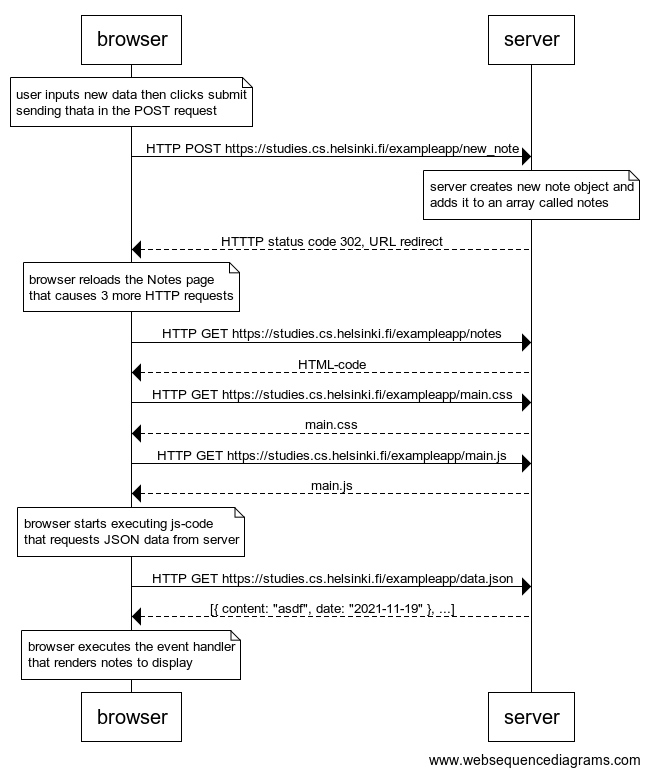 browser
server
user inputs new data then clicks submit
sending thata in the POST request
HTTP POST https://studies.cs.helsinki.fi/exampleapp/new_note
server creates new note object and
adds it to an array called notes
HTTTP status code 302, URL redirect
browser reloads the Notes page
that causes 3 more HTTP requests
HTTP GET https://studies.cs.helsinki.fi/exampleapp/notes
HTML-code
HTTP GET https://studies.cs.helsinki.fi/exampleapp/main.css
main.css
HTTP GET https://studies.cs.helsinki.fi/exampleapp/main.js
main.js
browser starts executing js-code
that requests JSON data from server
HTTP GET https://studies.cs.helsinki.fi/exampleapp/data.json
[{ content: "asdf", date: "2021-11-19" }, ...]
browser executes the event handler
that renders notes to display
browser
server
www.websequencediagrams.com